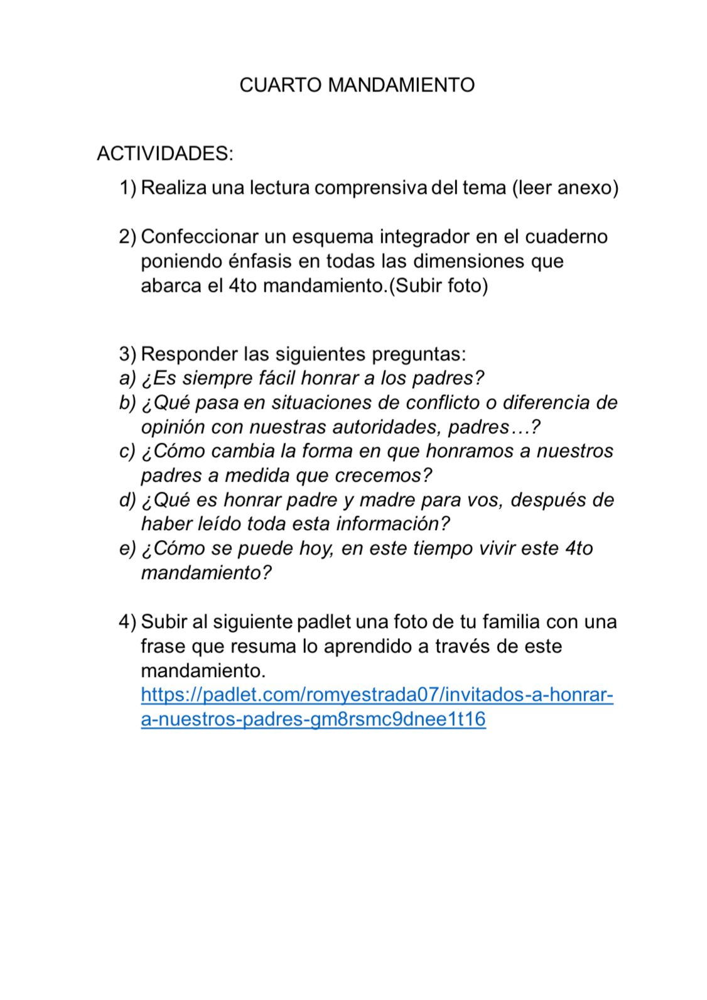 CUARTO MANDAMIENTO
ACTIVIDADES:
1) Realiza una lectura comprensiva del tema (leer anexo)
2) Confeccionar un esquema integrador en el cuaderno
poniendo énfasis en todas las dimensiones que
abarca el 4to mandamiento.(Subir foto)
3) Responder las siguientes preguntas:
a) ¿Es siempre fácil honrar a los padres?
b) ¿Qué pasa en situaciones de conflicto o diferencia de
opinión con nuestras autoridades, padres…?
c) ¿Cómo cambia la forma en que honramos a nuestros
padres a medida que crecemos?
d) ¿Qué es honrar padre y madre para vos, después de
haber leído toda esta información?
e) ¿Cómo se puede hoy, en este tiempo vivir este 4to
mandamiento?
4) Subir al siguiente padlet una foto de tu familia con una
frase que resuma lo aprendido a través de este
mandamiento.
https://padlet.com/romyestrada07/invitados-a-honrar-
a-nuestros-padres-gm8rsmc9dnee1t16